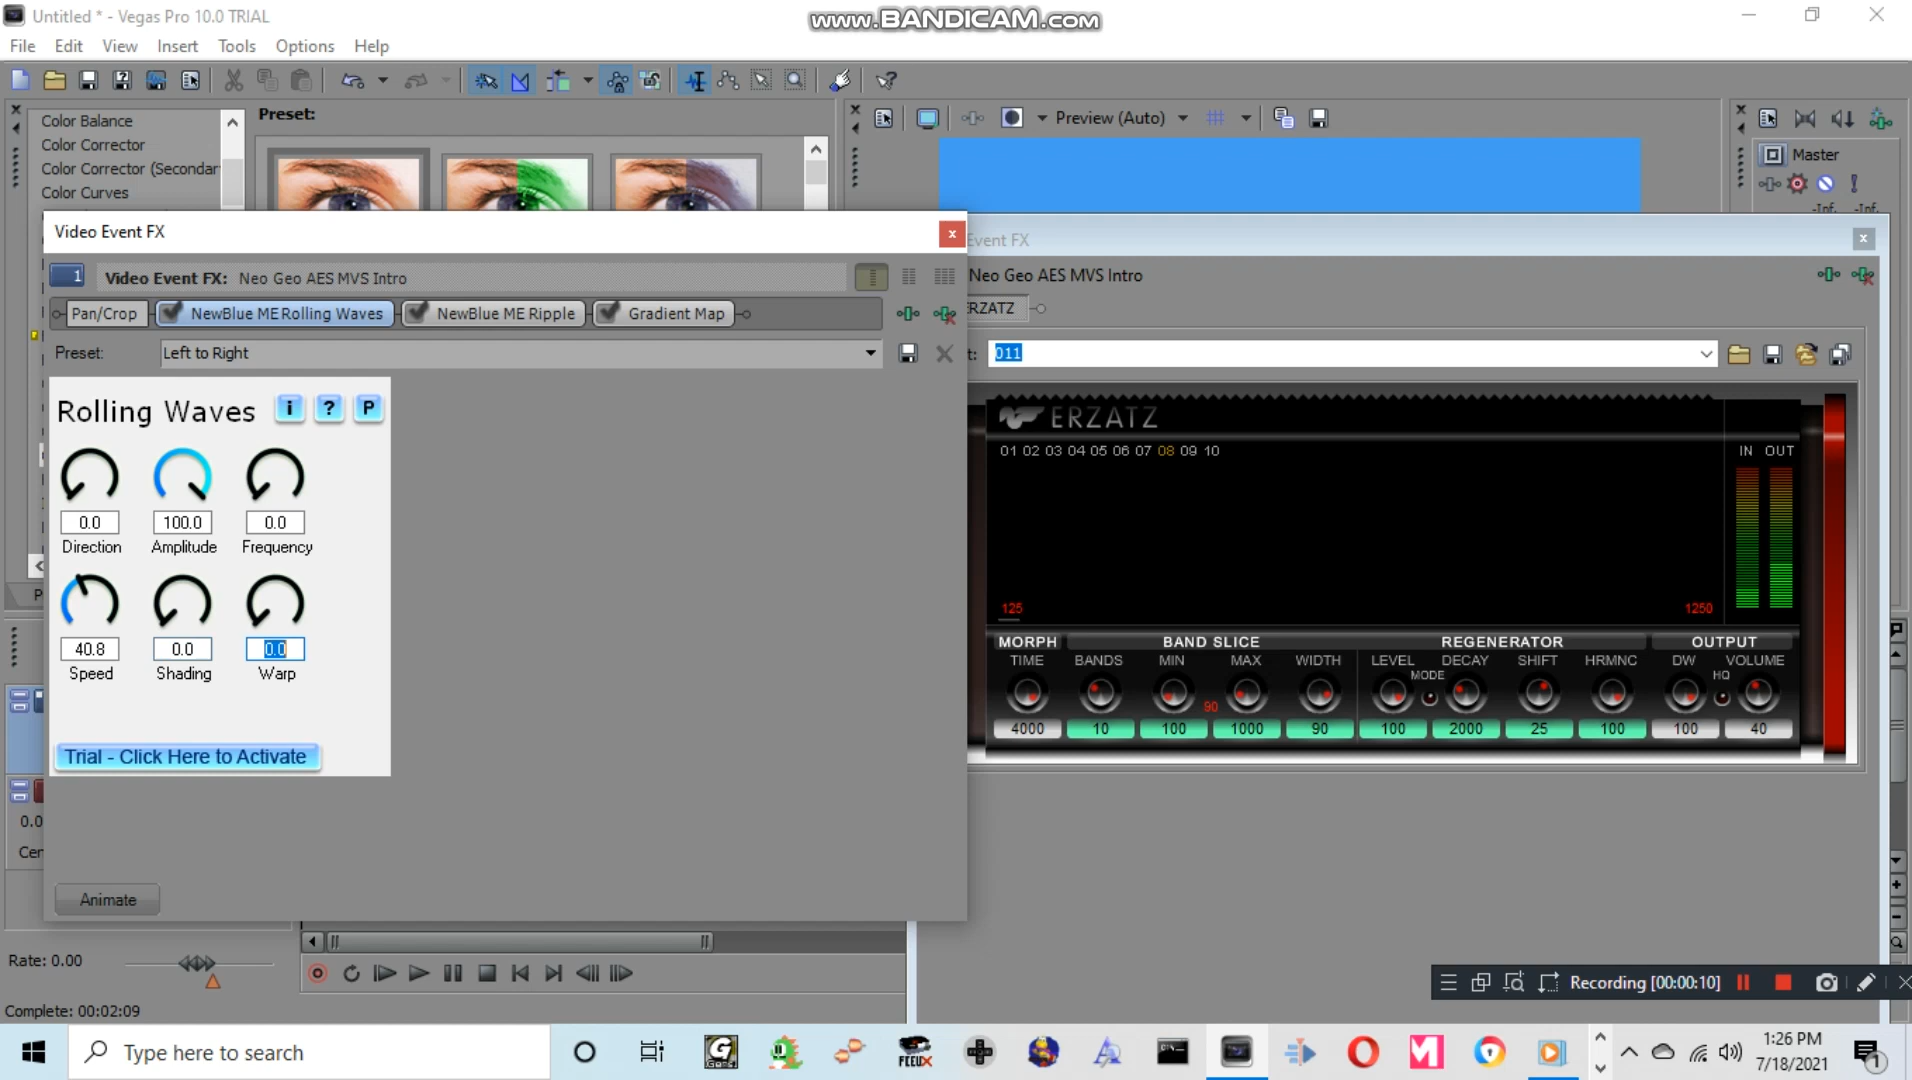 Untitled * - Vegas Pro 10.0 TRIAL
www.BANDICAM.com
File Edit View Insert Tools Options Help
Color Balance
Color Corrector
Color Corrector (Secondar
Color Curves
Preset:
Preview (Auto)
Master
-Inf. -Inf.
Video Event FX
Event FX
1 Video Event FX: Neo Geo AES MVS Intro
Neo Geo AES MVS Intro
Pan/Crop NewBlue ME Rolling Waves NewBlue ME Ripple Gradient Map
ERZATZ
Preset: Left to Right
t: 011
Rolling Waves i ? P
0.0 100.0 0.0
Direction Amplitude Frequency
40.8 0.0 0.0
Speed Shading Warp
Trial - Click Here to Activate
Animate
ERZATZ
01 02 03 04 05 06 07 08 09 10
IN OUT
125 1250
MORPH BAND SLICE REGENERATOR OUTPUT
TIME BANDS MIN MAX WIDTH LEVEL DECAY SHIFT HRMNC DW VOLUME
MODE HQ
90
4000 10 100 1000 90 100 2000 25 100 100 40
P
0.0
Cen
Rate: 0.00
Complete: 00:02:09
Recording [00:00:10]
Type here to search
FCEUX
1:26 PM
7/18/2021
1